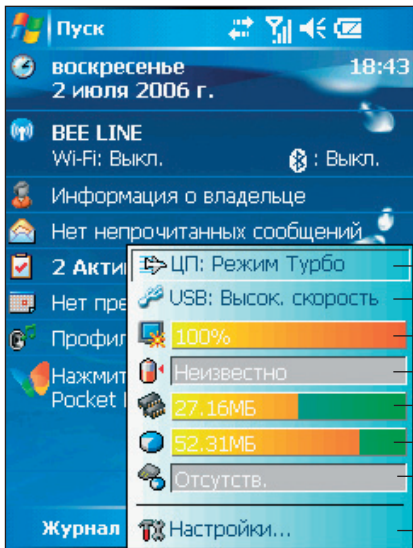 Пуск
воскресенье 18:43
2 июля 2006 г.
BEE LINE
Wi-Fi: Выкл. : Выкл.
Информация о владельце
Нет непрочитанных сообщений
2 Акти
ЦП: Режим Турбо
Нет пре
USB: Высок. скорость
Профил
100%
Нажмит
Неизвестно
Pocket
27.16МБ
52.31МБ
Отсутств.
Журнал
Настройки...